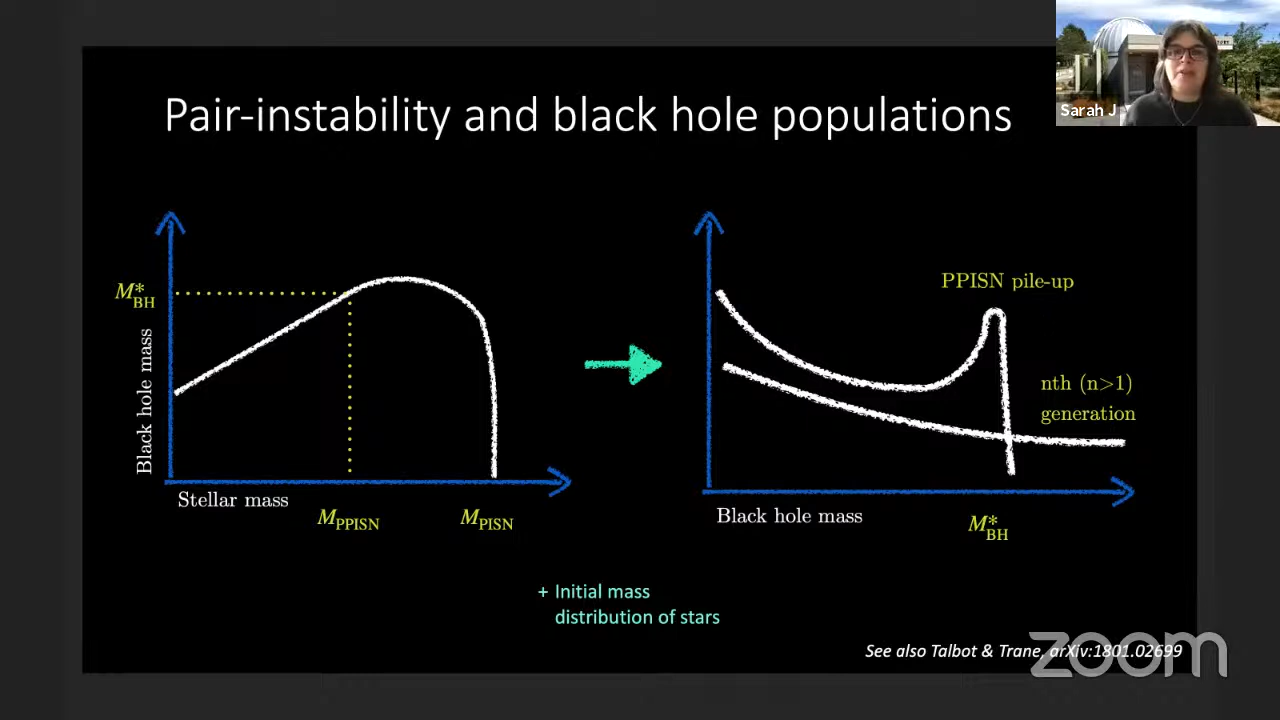 Pair-instability and black hole populations
Sarah J
M*BH
Black hole mass
Stellar mass
MPPISN
MPISN
PPISN pile-up
nth (n>1)
generation
Black hole mass
M*BH
+ Initial mass
distribution of stars
See also Talbot & Trane, arXiv:1801.02699
zoom